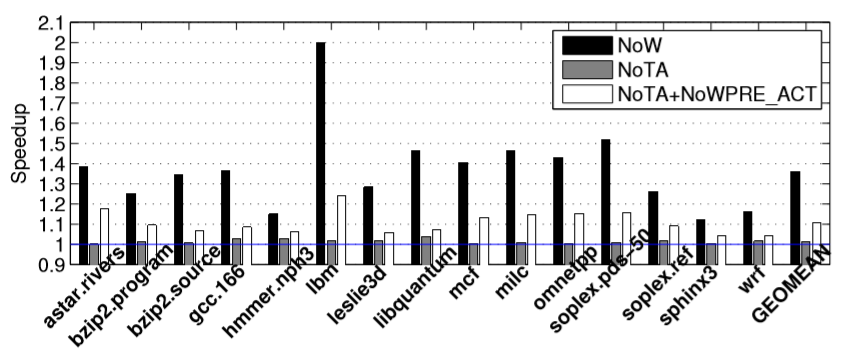 2.1
2
1.9
1.8
1.7
1.6
1.5
1.4
1.3
1.2
1.1
1
0.9
Speedup
NoW
NoTA
NoTA+NoWPRE_ACT
astar.rivers
bzip2.program
bzip2.source
gcc.166
hmmer.nph3
lbm
leslie3d
libquantum
mcf
milc
omnetpp
soplex.pds-50
soplex.ref
sphinx3
wrf
GEOMEAN